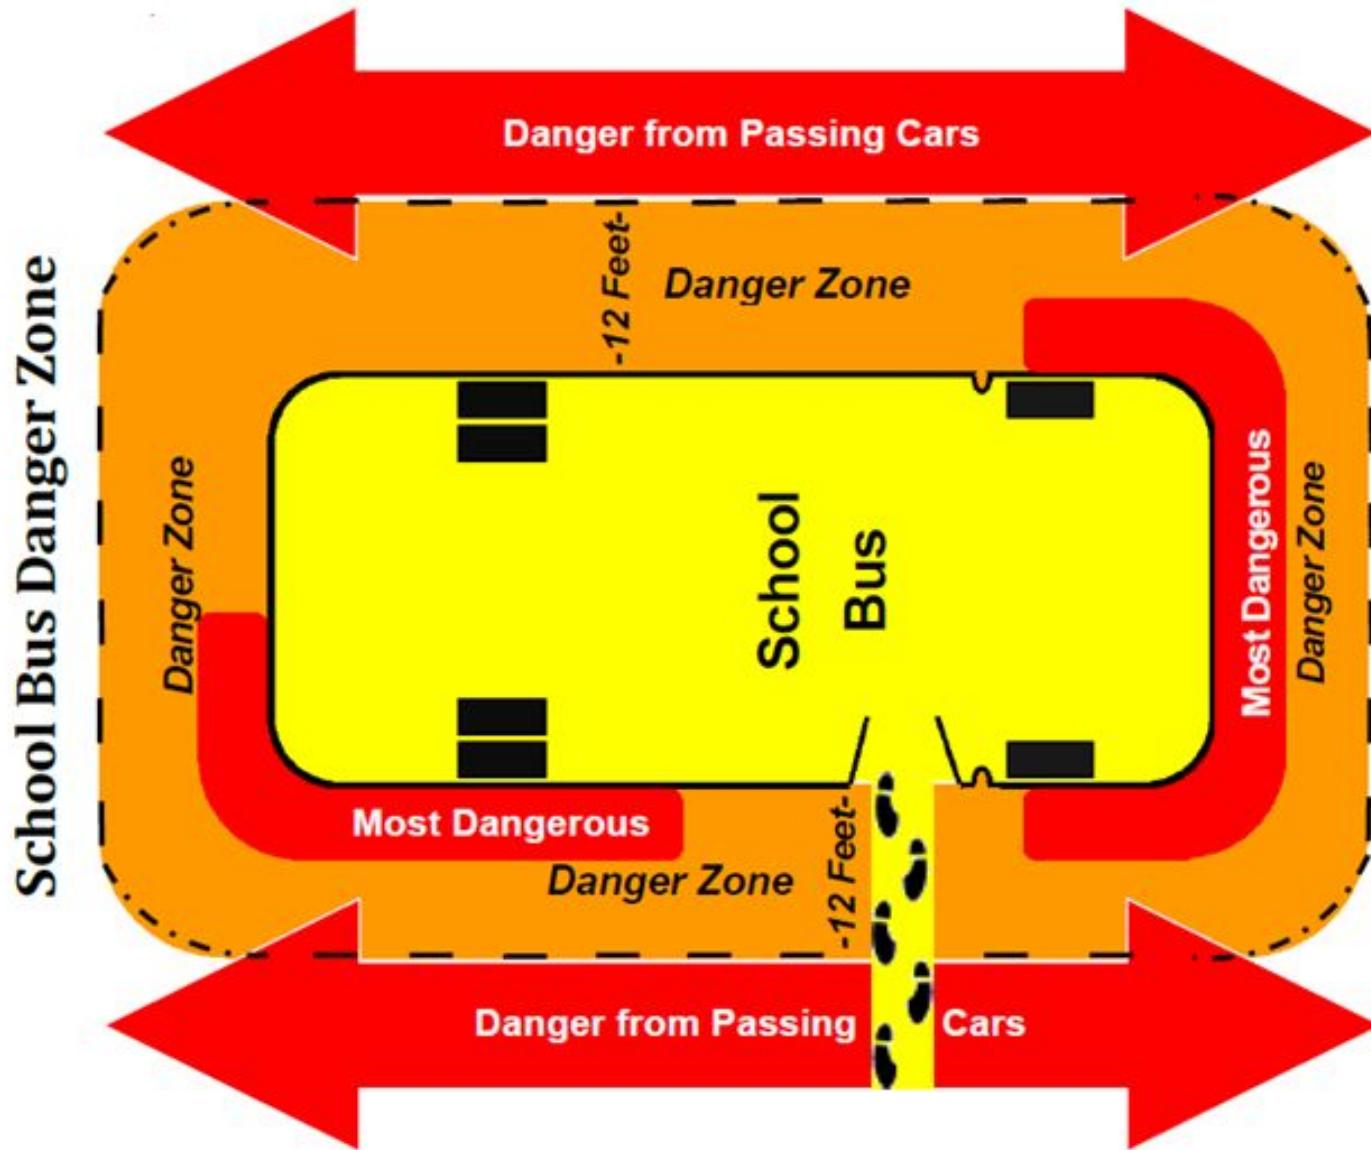 School Bus Danger Zone
Danger from Passing Cars
-12 Feet-
Danger Zone
Danger Zone
School
Bus
Most Dangerous
Danger Zone
Most Dangerous
Danger Zone
-12 Feet-
Danger from Passing Cars